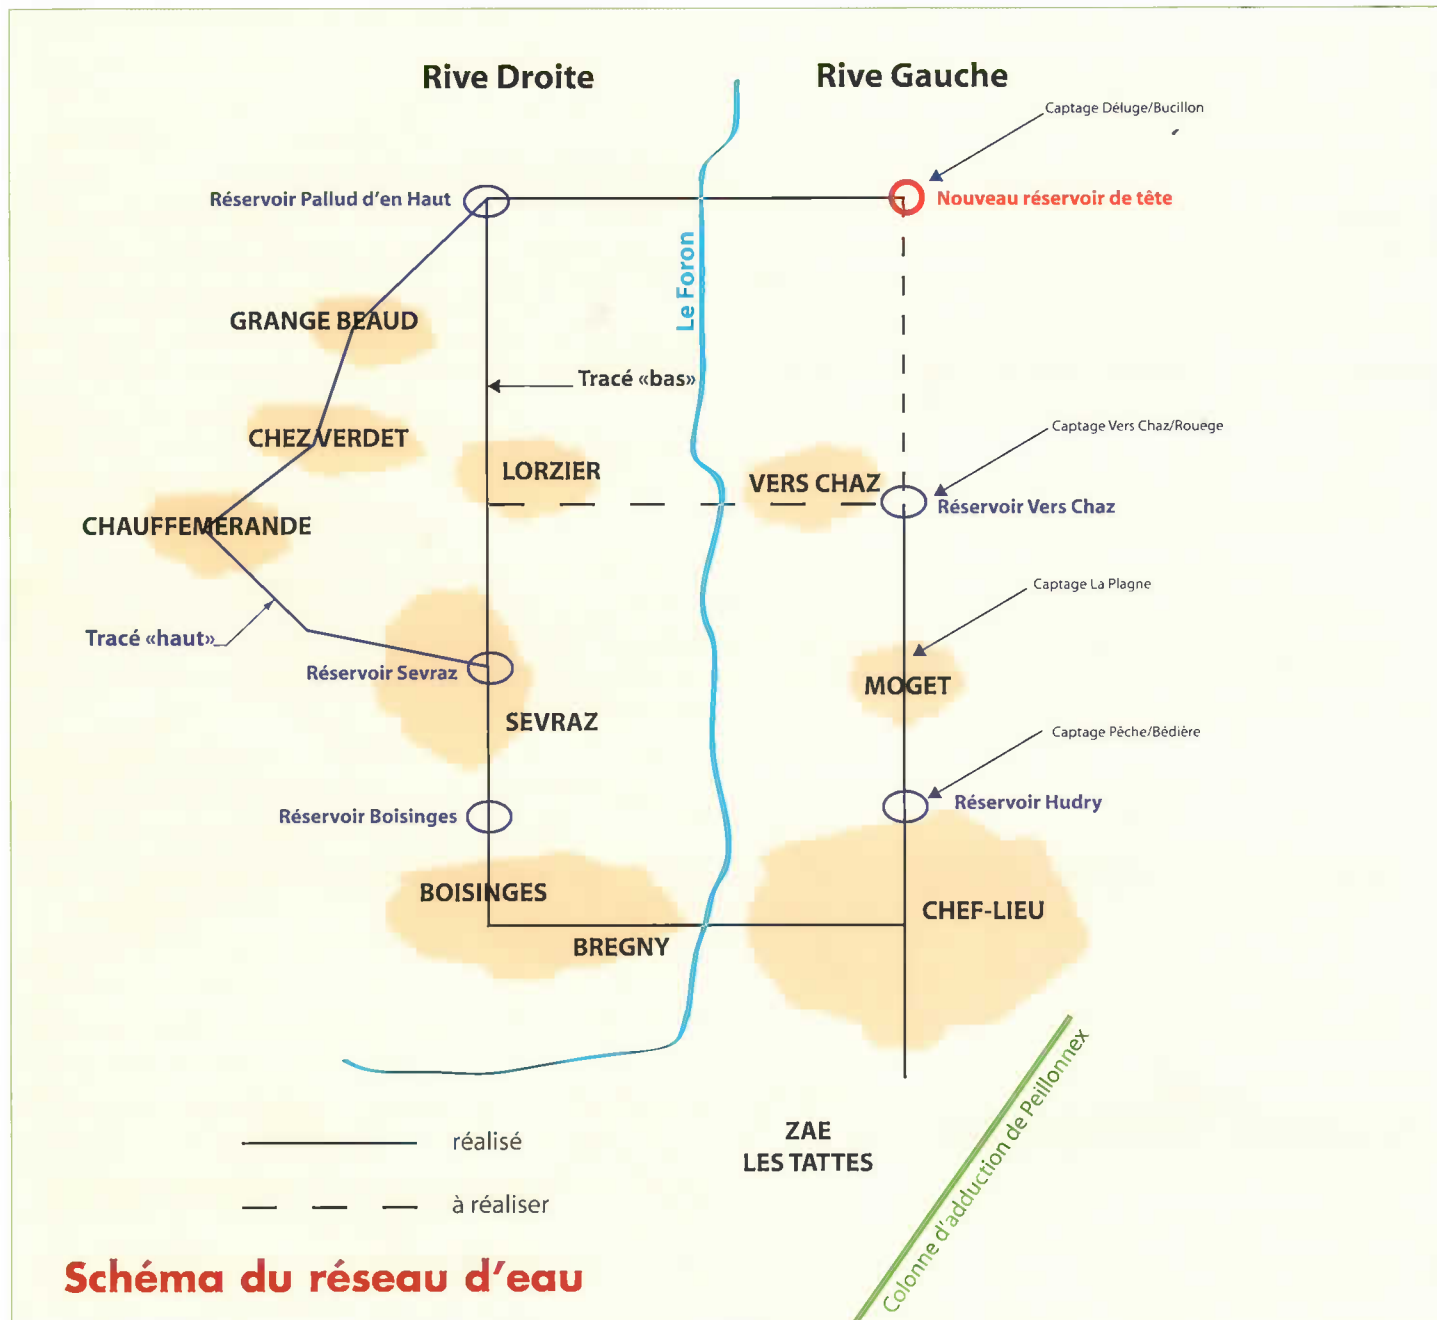 Rive Droite
Rive Gauche
Captage Déluge/Bucillon
Réservoir Pallud d'en Haut
Nouveau réservoir de tête
Le Foron
GRANGE BEAUD
Tracé «bas»
CHEZ VERDET
LORZIER
VERS CHAZ
Captage Vers Chaz/Rouège
Réservoir Vers Chaz
CHAUFFEMERANDE
Captage La Plagne
Tracé «haut»
Réservoir Sevraz
MOGET
SEVRAZ
Captage Pêche/Bédière
Réservoir Boisinges
Réservoir Hudry
BOISINGES
CHEF-LIEU
BREGNY
Colonne d'adduction de Peillonnex
ZAE
LES TATTES
réalisé
à réaliser
Schéma du réseau d'eau